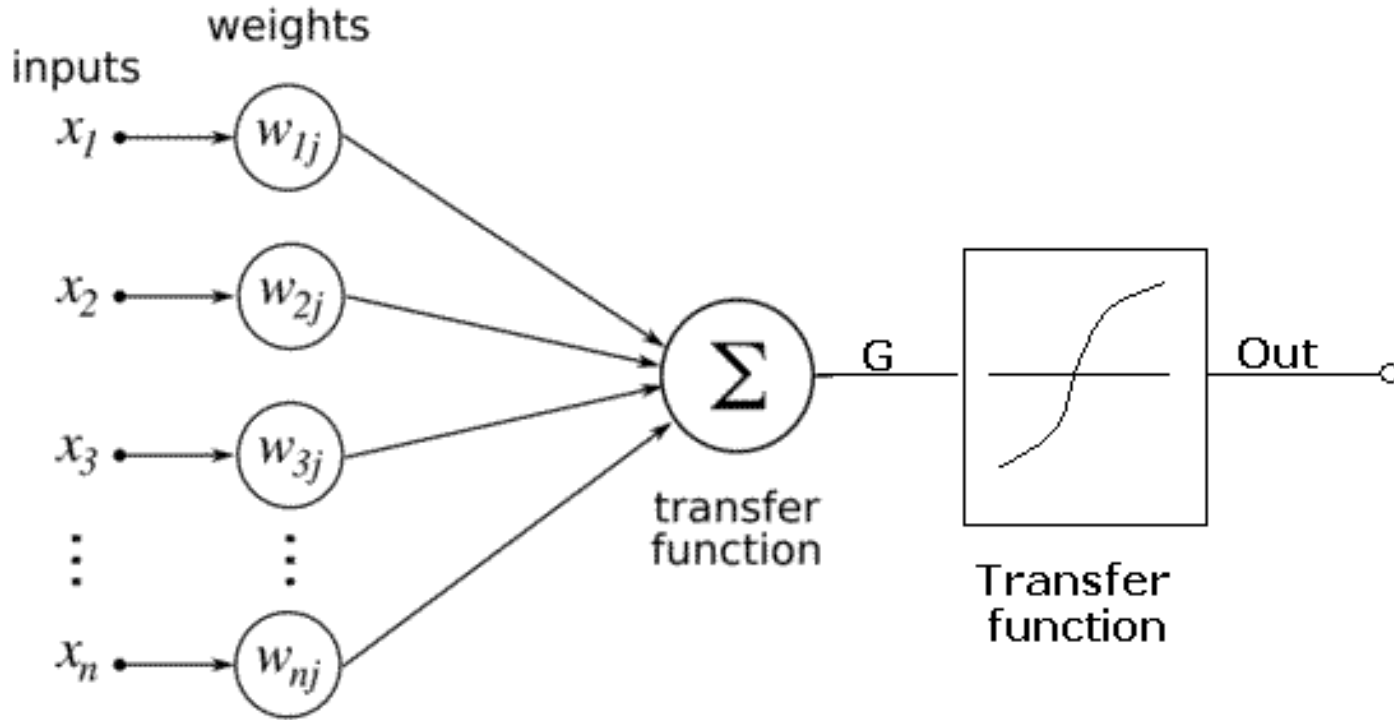 weights
inputs
x1 w1j
x2 w2j
G Out
Σ
x3 w3j
transfer
function
Transfer
function
xn wnj